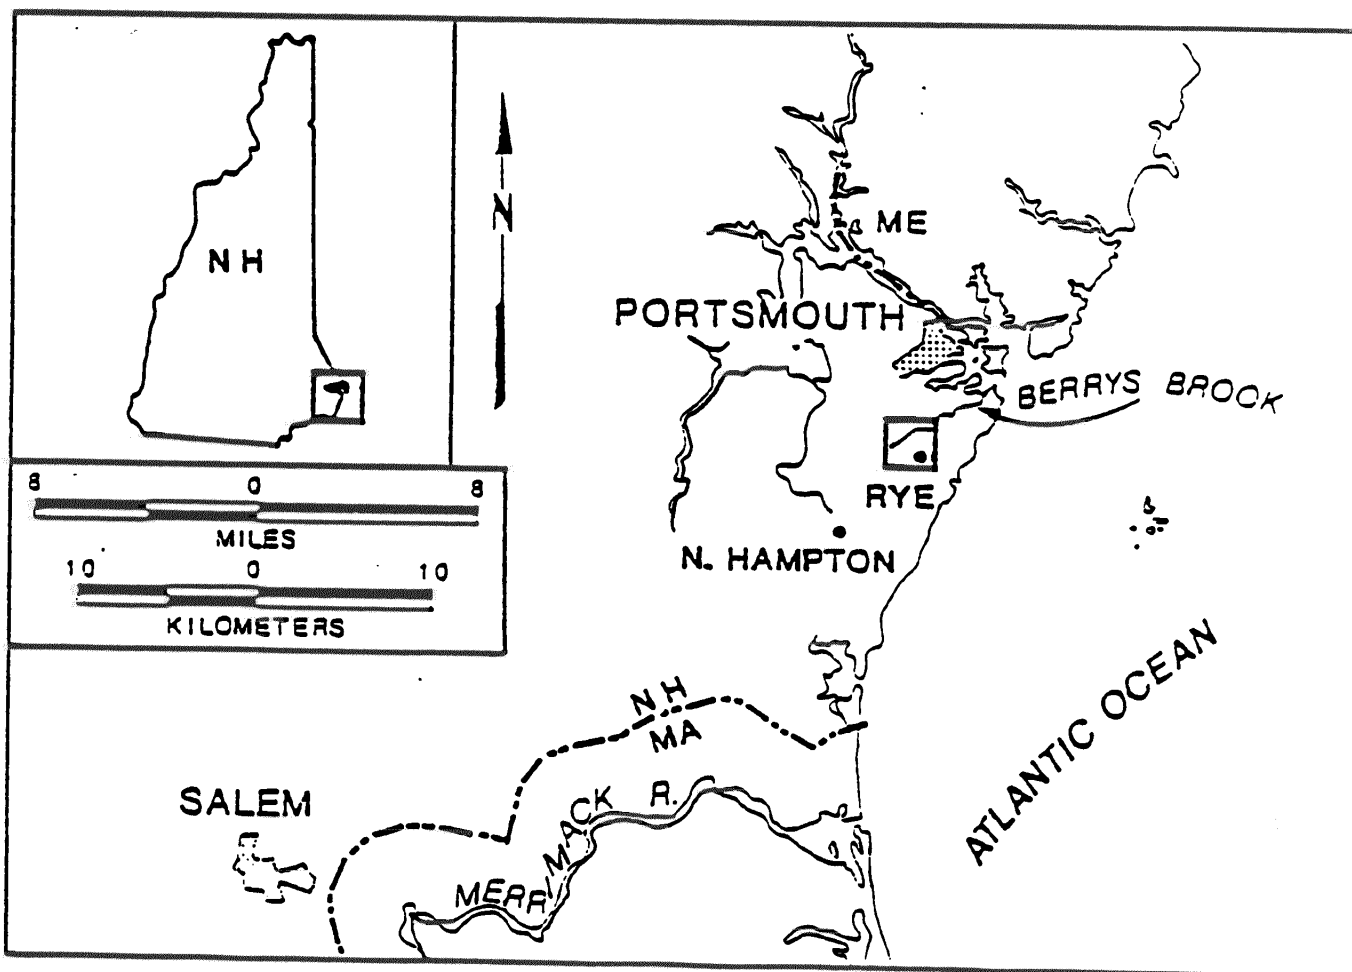 NH
N
ME
PORTSMOUTH
BERRYS BROOK
RYE
N. HAMPTON
8 0 8
MILES
10 0 10
KILOMETERS
NH
MA
SALEM
MERRIMACK R.
ATLANTIC OCEAN